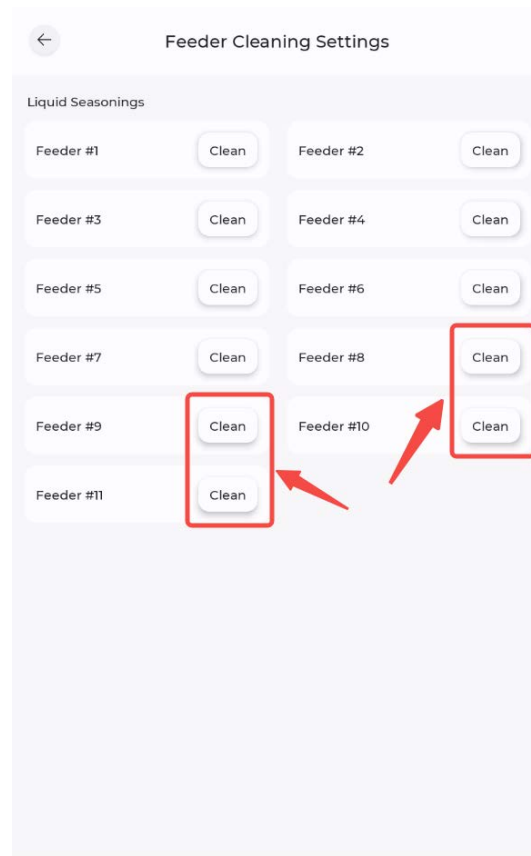 Feeder Cleaning Settings
Liquid Seasonings
Feeder #1 Clean Feeder #2 Clean
Feeder #3 Clean Feeder #4 Clean
Feeder #5 Clean Feeder #6 Clean
Feeder #7 Clean Feeder #8 Clean
Feeder #9 Clean Feeder #10 Clean
Feeder #11 Clean